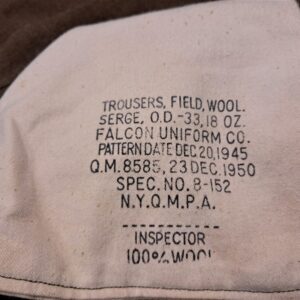 TROUSERS, FIELD, WOOL.
SERGE, O.D.-33, 18 OZ.
FALCON UNIFORM CO.
PATTERN DATE DEC 20, 1945
Q.M. 8585, 23 DEC. 1950
SPEC. NO. 8-152
N.Y.Q.M.P.A.
INSPECTOR
100% WOOL